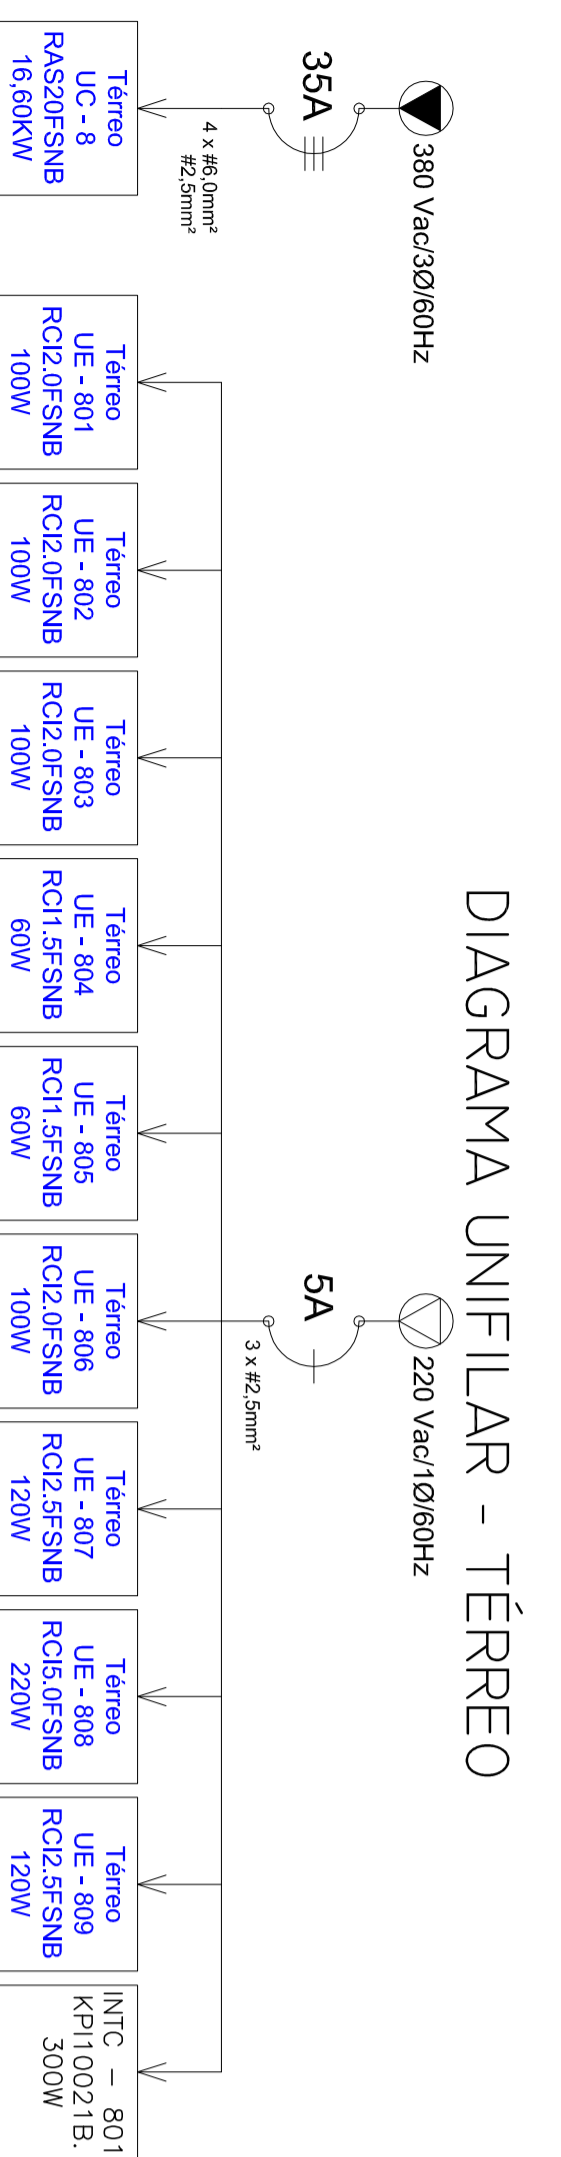 DIAGRAMA UNIFILAR - TÉRREO
380 Vac/3Ø/60Hz
35A
4 x #6,0mm²
#2,5mm²
Térreo
UC - 8
RAS20FSNB
16,60KW
220 Vac/1Ø/60Hz
5A
3 x #2,5mm²
Térreo
UE - 801
RCI2.0FSNB
100W
Térreo
UE - 802
RCI2.0FSNB
100W
Térreo
UE - 803
RCI2.0FSNB
100W
Térreo
UE - 804
RCI1.5FSNB
60W
Térreo
UE - 805
RCI1.5FSNB
60W
Térreo
UE - 806
RCI2.0FSNB
100W
Térreo
UE - 807
RCI2.5FSNB
120W
Térreo
UE - 808
RCI5.0FSNB
220W
Térreo
UE - 809
RCI2.5FSNB
120W
INTC - 801
KPI10021B.
300W